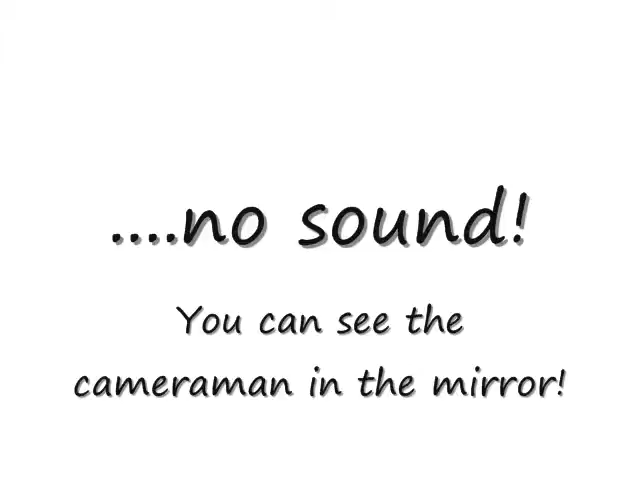 ....no sound!
You can see the
cameraman in the mirror!